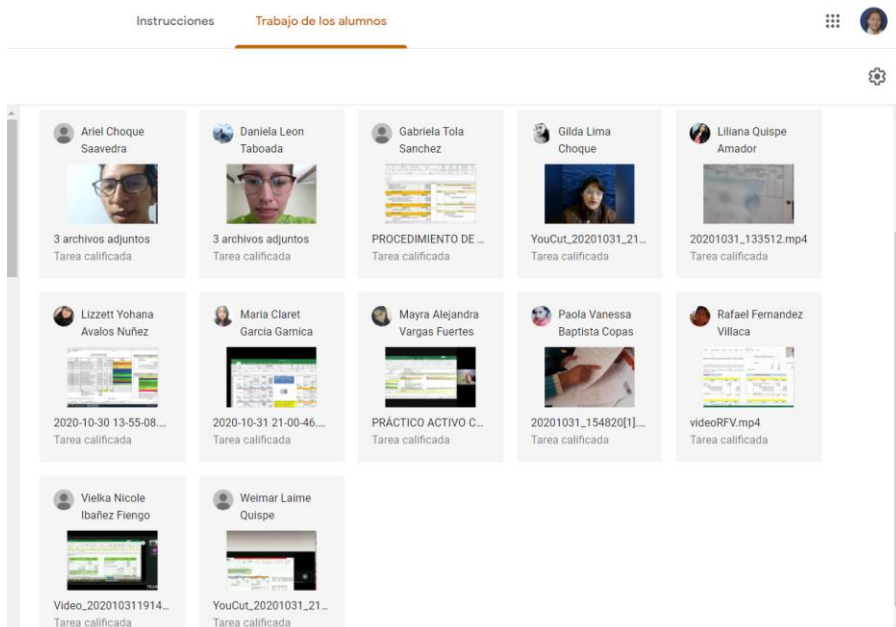 Instrucciones
Trabajo de los alumnos
Ariel Choque
Saavedra
3 archivos adjuntos
Tarea calificada
Daniela Leon
Taboada
3 archivos adjuntos
Tarea calificada
Gabriela Tola
Sanchez
PROCEDIMIENTO DE ...
Tarea calificada
Gilda Lima
Choque
YouCut_20201031_21...
Tarea calificada
Liliana Quispe
Amador
20201031_133512.mp4
Tarea calificada
Lizzett Yohana
Avalos Nuñez
2020-10-30 13-55-08....
Tarea calificada
Maria Claret
Garcia Garnica
2020-10-31 21-00-46....
Tarea calificada
Mayra Alejandra
Vargas Fuertes
PRÁCTICO ACTIVO C...
Tarea calificada
Paola Vanessa
Baptista Copas
20201031_154820[1]....
Tarea calificada
Rafael Fernandez
Villaca
videoRFV.mp4
Tarea calificada
Vielka Nicole
Ibañez Fiengo
Video_202010311914...
Tarea calificada
Weimar Laime
Quispe
YouCut_20201031_21...
Tarea calificada